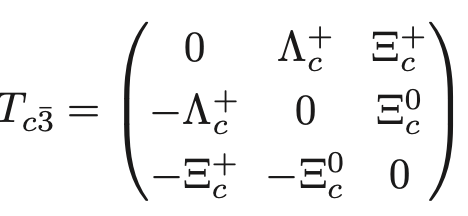 T_{c\bar{3}} = \begin{pmatrix} 0 & \Lambda_c^+ & \Xi_c^+ \\ -\Lambda_c^+ & 0 & \Xi_c^0 \\ -\Xi_c^+ & -\Xi_c^0 & 0 \end{pmatrix}